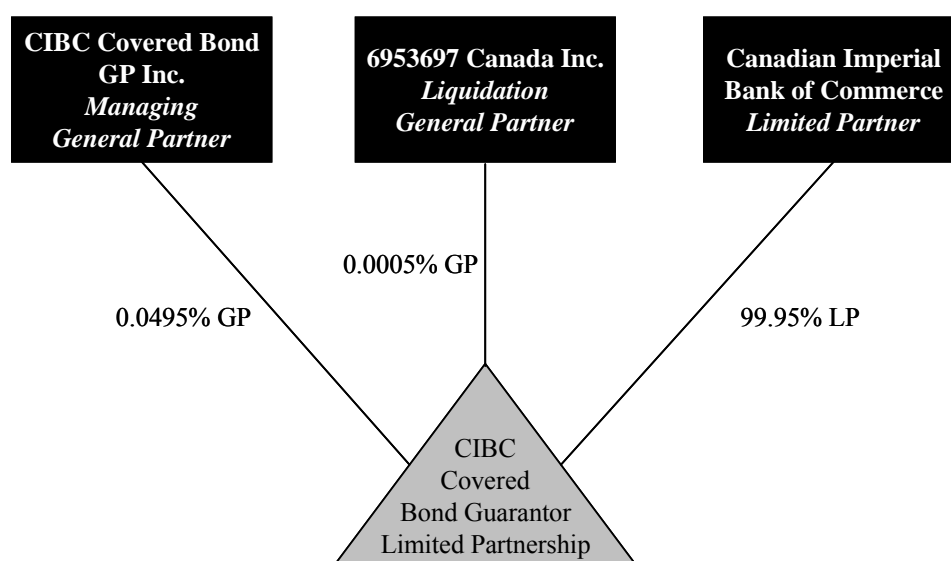 CIBC Covered Bond
GP Inc.
Managing
General Partner
6953697 Canada Inc.
Liquidation
General Partner
Canadian Imperial
Bank of Commerce
Limited Partner
0.0005% GP
0.0495% GP
99.95% LP
CIBC
Covered
Bond Guarantor
Limited Partnership